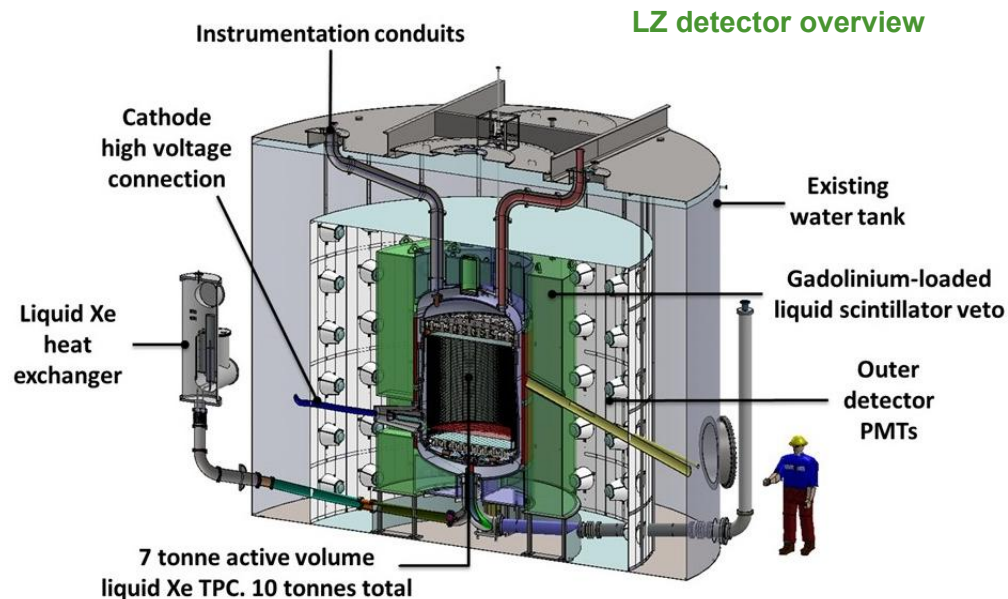 LZ detector overview
Instrumentation conduits
Cathode
high voltage
connection
Existing
water tank
Gadolinium-loaded
liquid scintillator veto
Liquid Xe
heat
exchanger
Outer
detector
PMTs
7 tonne active volume
liquid Xe TPC. 10 tonnes total